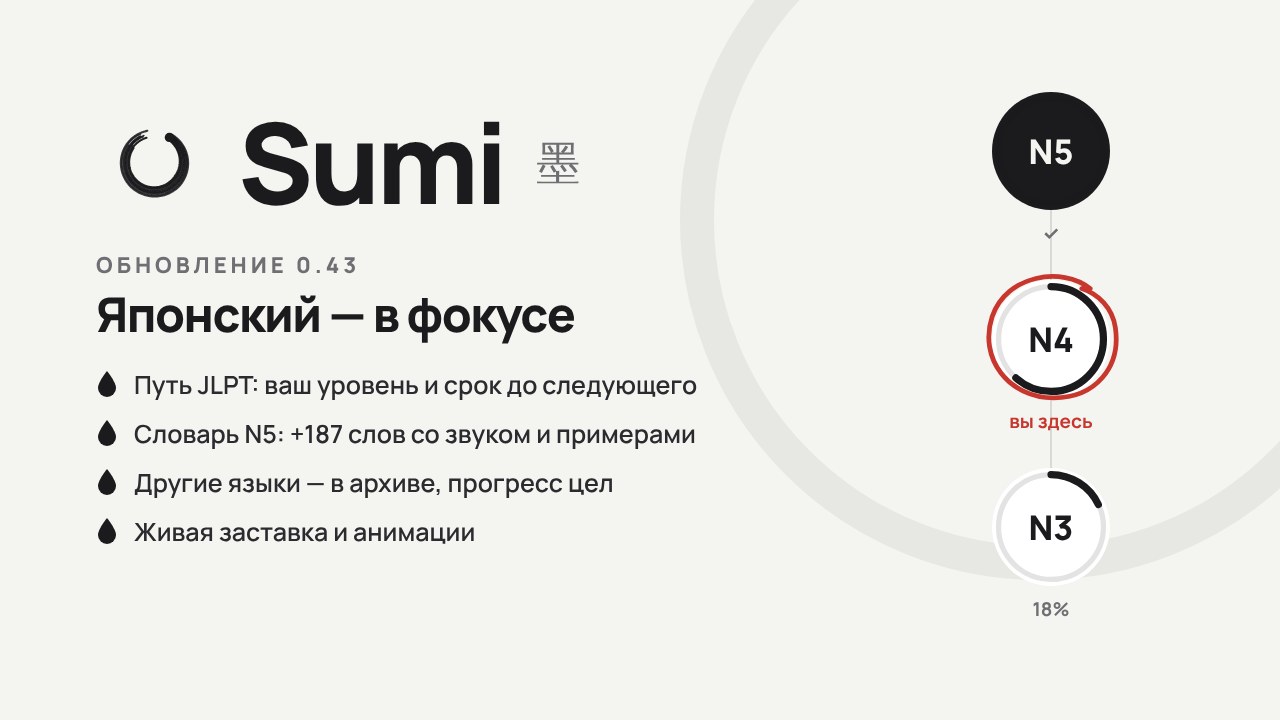 Sumi 墨
ОБНОВЛЕНИЕ 0.43
Японский — в фокусе
Путь JLPT: ваш уровень и срок до следующего
Словарь N5: +187 слов со звуком и примерами
Другие языки — в архиве, прогресс цел
Живая заставка и анимации
N5
N4
вы здесь
N3
18%